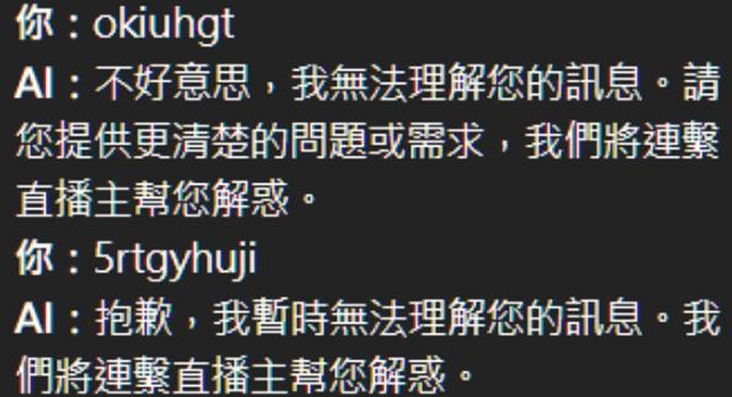 你：okiuhgt
AI：不好意思，我無法理解您的訊息。請
您提供更清楚的問題或需求，我們將連繫
直播主幫您解惑。
你：5rtgyhuji
AI：抱歉，我暫時無法理解您的訊息。我
們將連繫直播主幫您解惑。